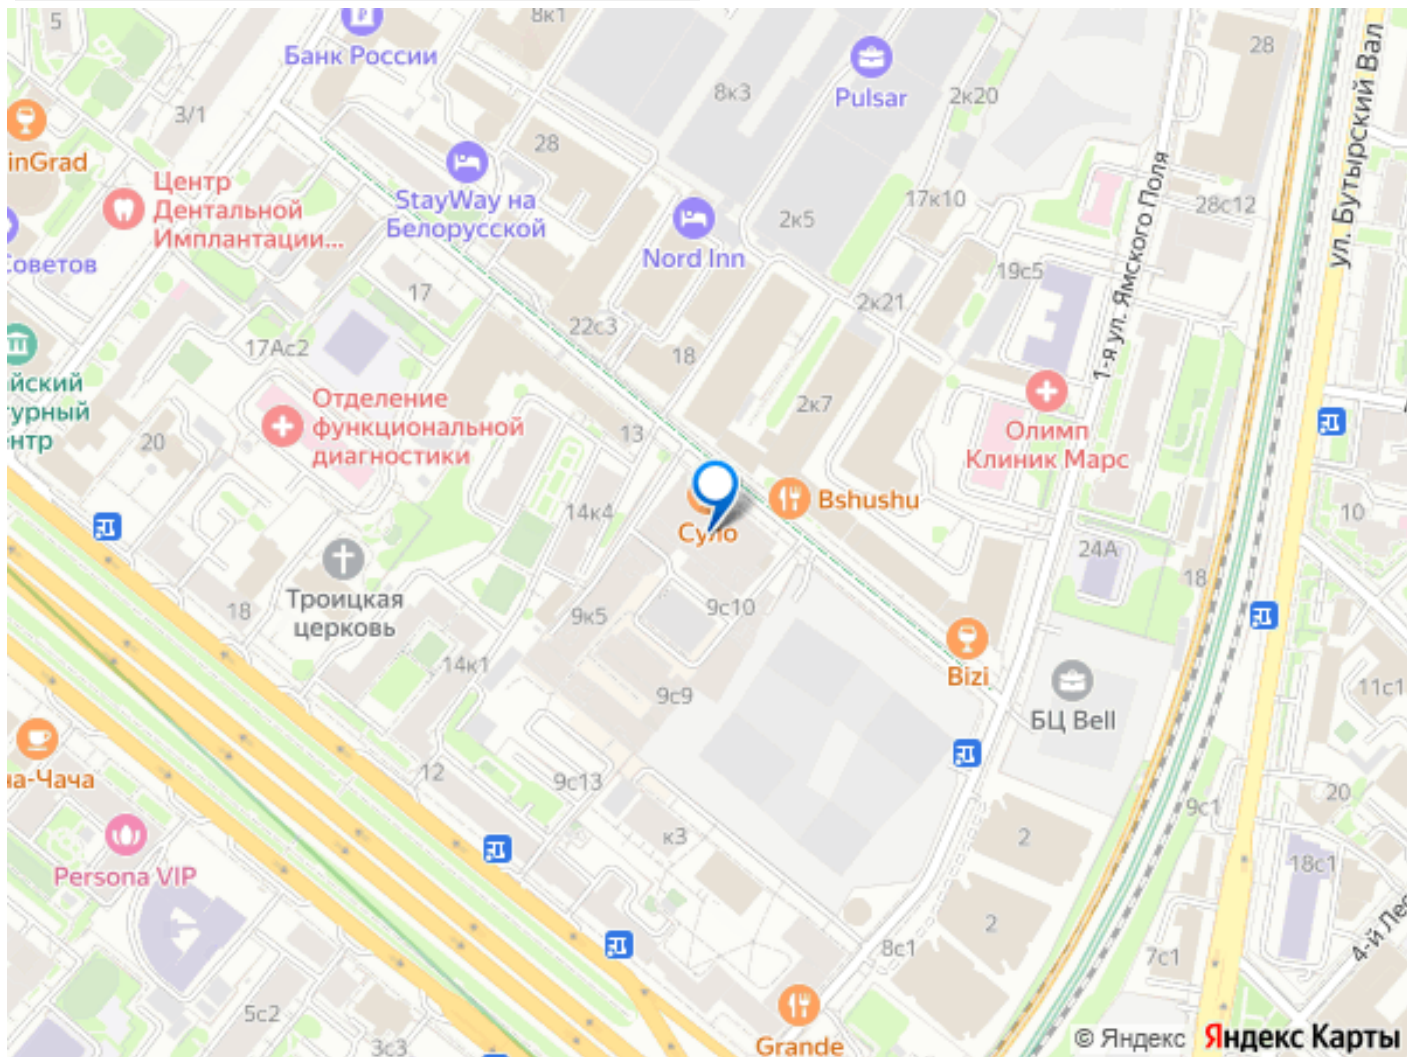 5
8к1
Банк России
28
ул. Бутырский Вал
8к3
Pulsar
2к20
3/1
inGrad
28
Центр
Дентальной
Имплантации...
StayWay на
Белорусской
17к10
28с12
1-я ул. Ямского Поля
2к5
Nord Inn
Советов
19с5
17
2к21
22с3
17Ас2
18
йский
турный
нтр
Отделение
функциональной
диагностики
2к7
20
13
Олимп
Клиник Марс
Bshushu
14к4
10
24А
18
Троицкая
церковь
18
9к5
9с10
14к1
Bizi
9с9
11с1
БЦ Bell
на-Чача
12
9с13
20
9с1
к3
2
18с1
Persona VIP
2
8с1
7с1
4-й Лес
5с2
3с3
Grande
© Яндекс Яндекс Карты